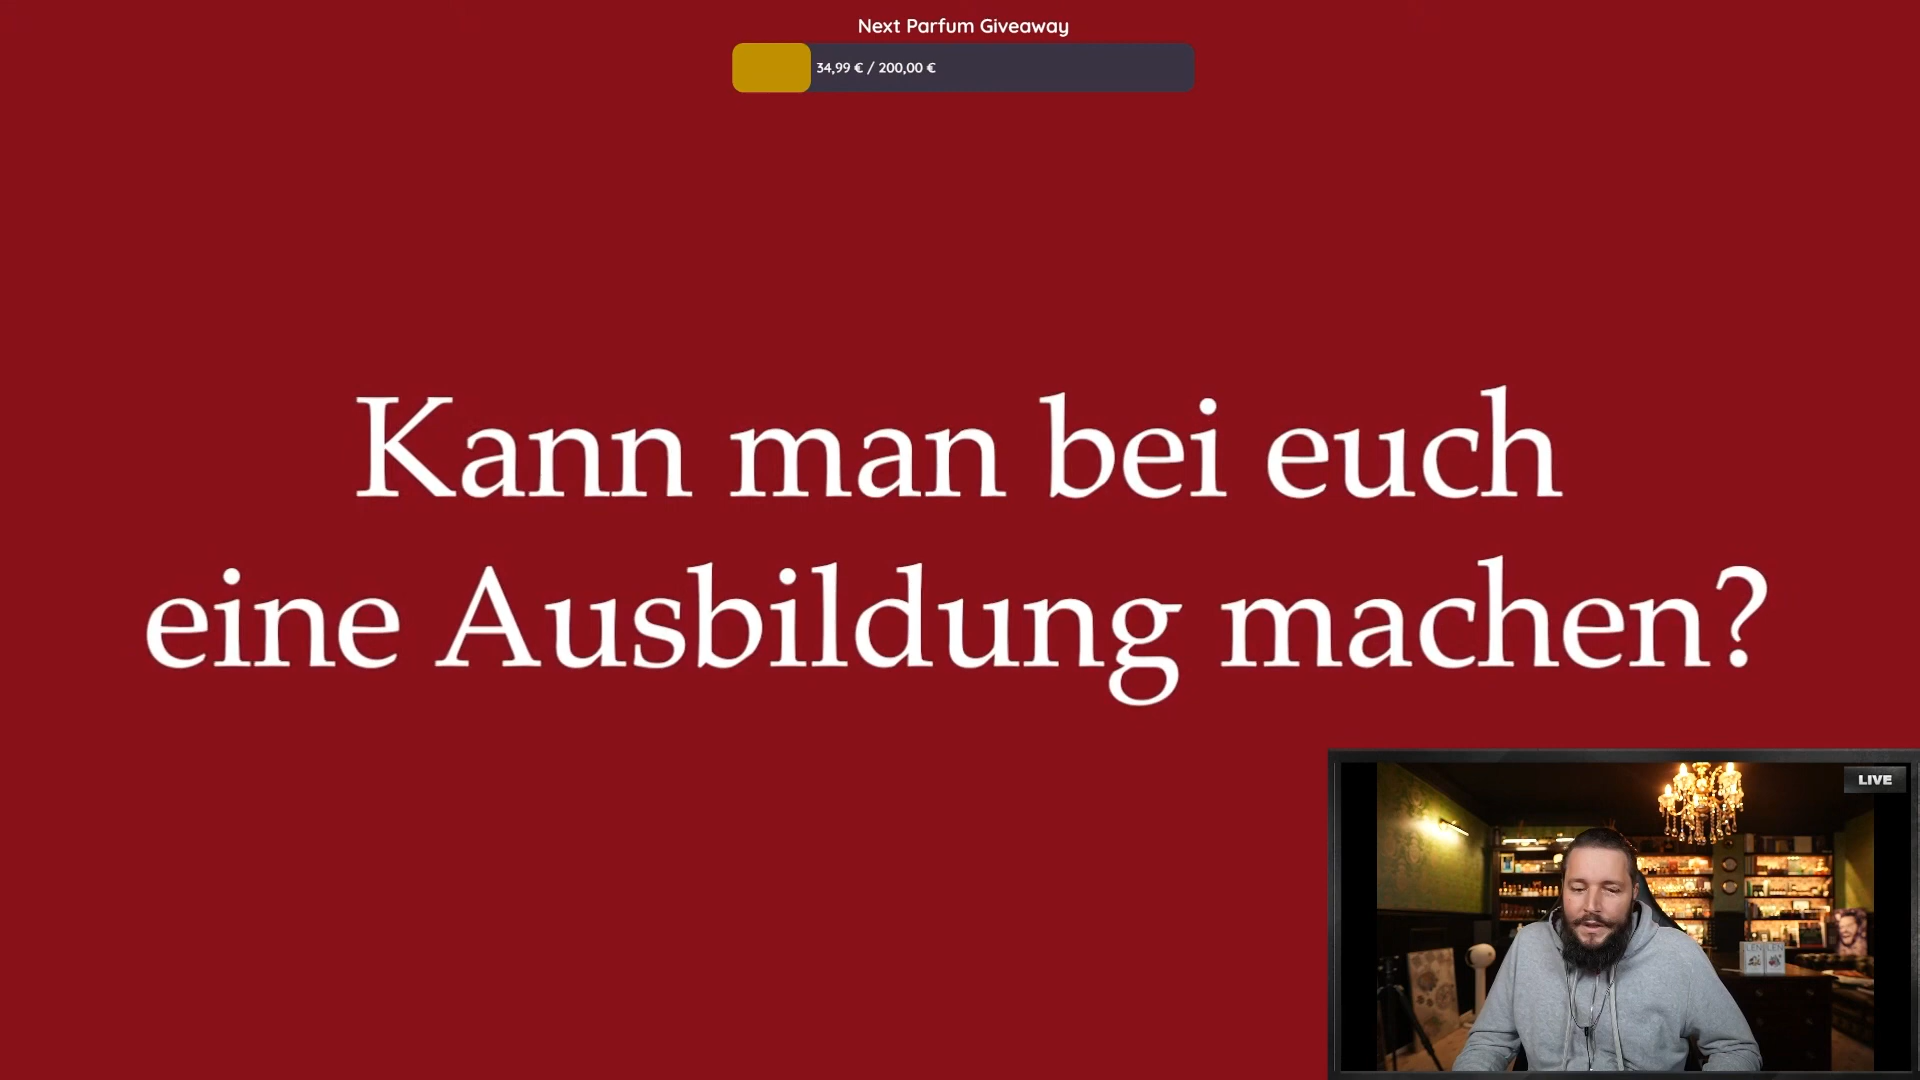 Next Parfum Giveaway
34,99 € / 200,00 €
Kann man bei euch
eine Ausbildung machen?
LIVE